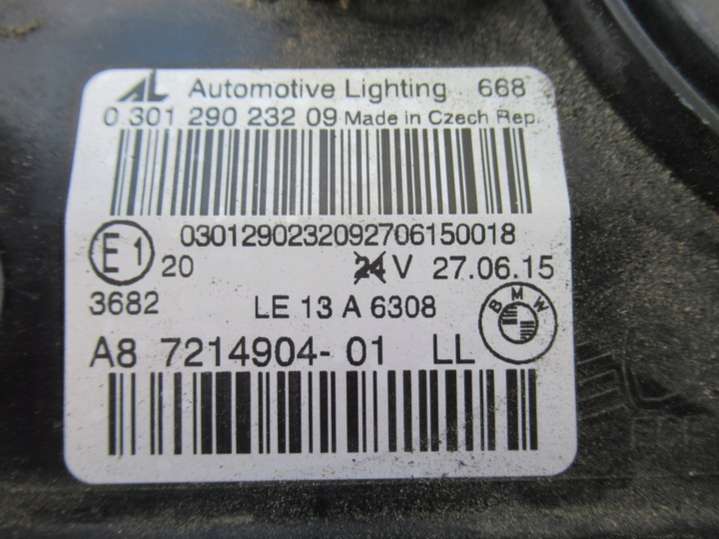 AL Automotive Lighting 668
0 301 290 232 09 Made in Czech Rep.
0301290232092706150018
E1 20 24 V 27.06.15
3682 LE 13 A 6308
BMW
A8 7214904-01 LL